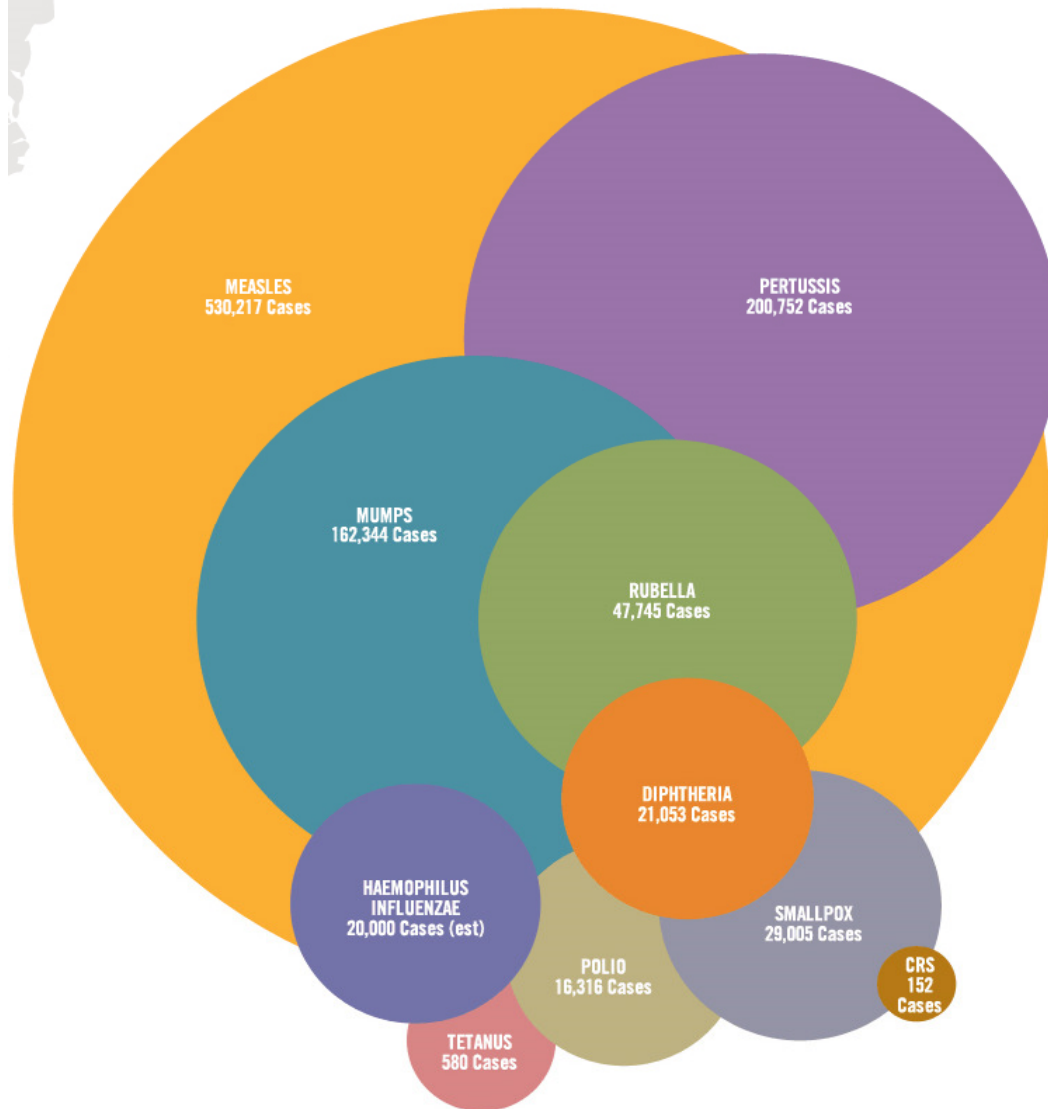 MEASLES
530,217 Cases
PERTUSSIS
200,752 Cases
MUMPS
162,344 Cases
RUBELLA
47,745 Cases
DIPHTHERIA
21,053 Cases
HAEMOPHILUS
INFLUENZAE
20,000 Cases (est)
SMALLPOX
29,005 Cases
POLIO
16,316 Cases
CRS
152
Cases
TETANUS
580 Cases